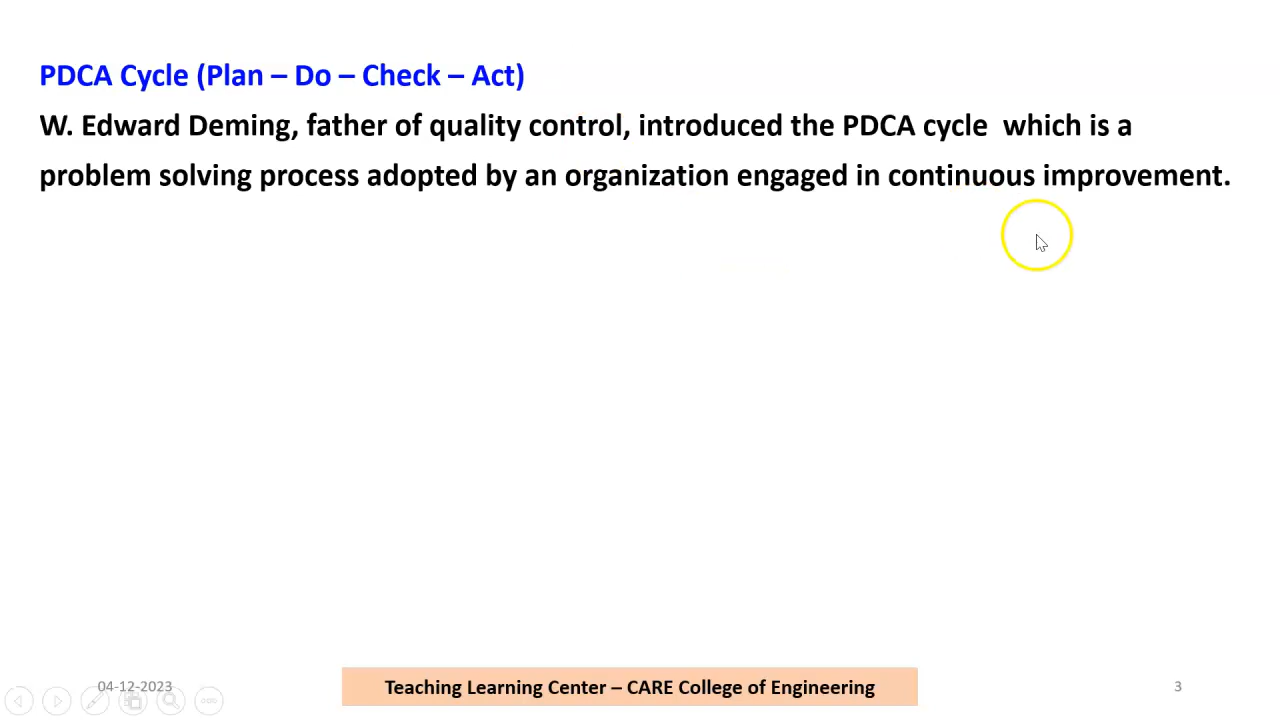 PDCA Cycle (Plan – Do – Check – Act)
W. Edward Deming, father of quality control, introduced the PDCA cycle  which is a
problem solving process adopted by an organization engaged in continuous improvement.
04-12-2023
Teaching Learning Center – CARE College of Engineering
3